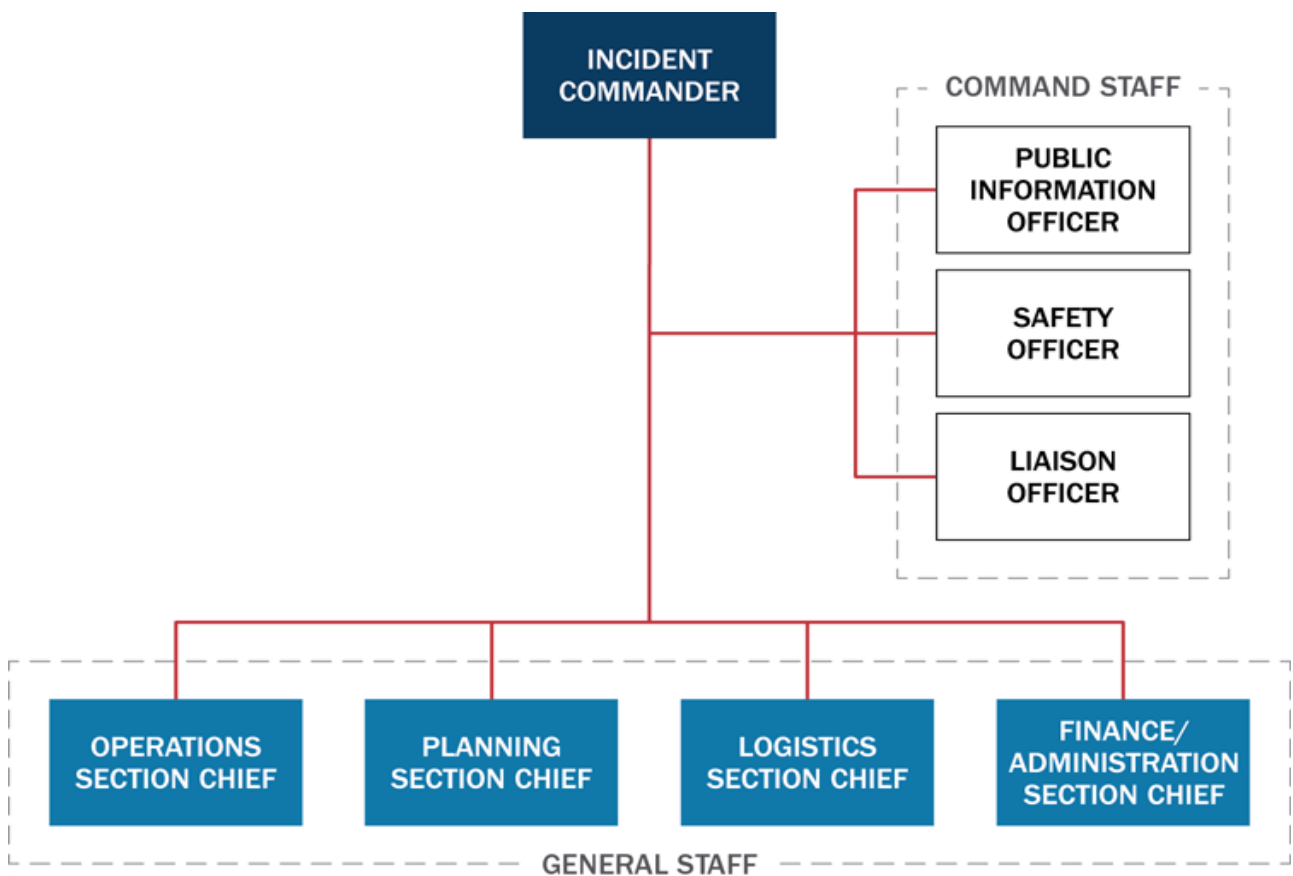 INCIDENT
COMMANDER
COMMAND STAFF
PUBLIC
INFORMATION
OFFICER
SAFETY
OFFICER
LIAISON
OFFICER
OPERATIONS
SECTION CHIEF
PLANNING
SECTION CHIEF
LOGISTICS
SECTION CHIEF
FINANCE/
ADMINISTRATION
SECTION CHIEF
GENERAL STAFF